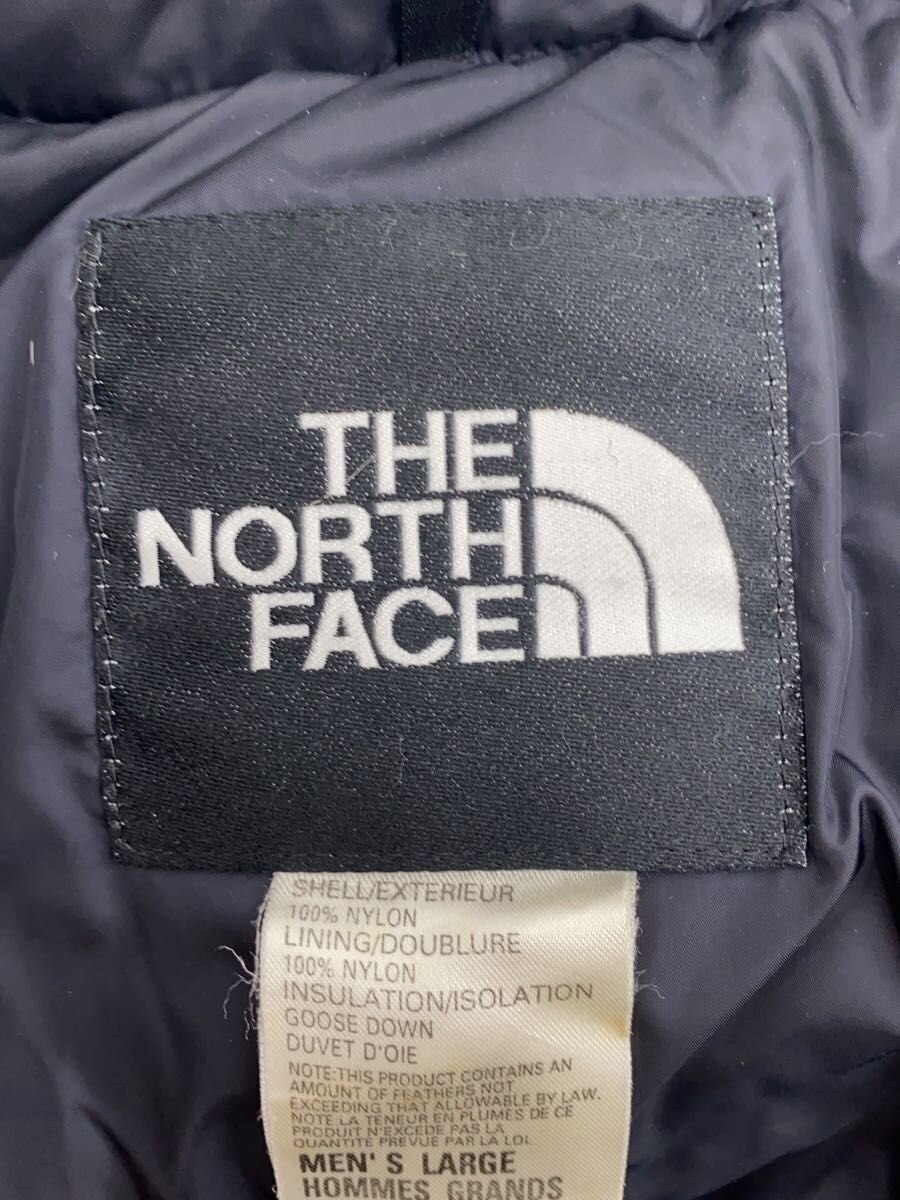 THE
NORTH
FACE
SHELL/EXTERIEUR
100% NYLON
LINING/DOUBLURE
100% NYLON
INSULATION/ISOLATION
GOOSE DOWN
DUVET D'OIE
NOTE:THIS PRODUCT CONTAINS AN
AMOUNT OF FEATHERS NOT
EXCEEDING THAT ALLOWABLE BY LAW.
NOTE:LA TENEUR EN PLUMES DE CE
PRODUIT N'EXCEDE PAS LA
QUANTITE PREVUE PAR LA LOI.
MEN'S LARGE
HOMMES GRANDS